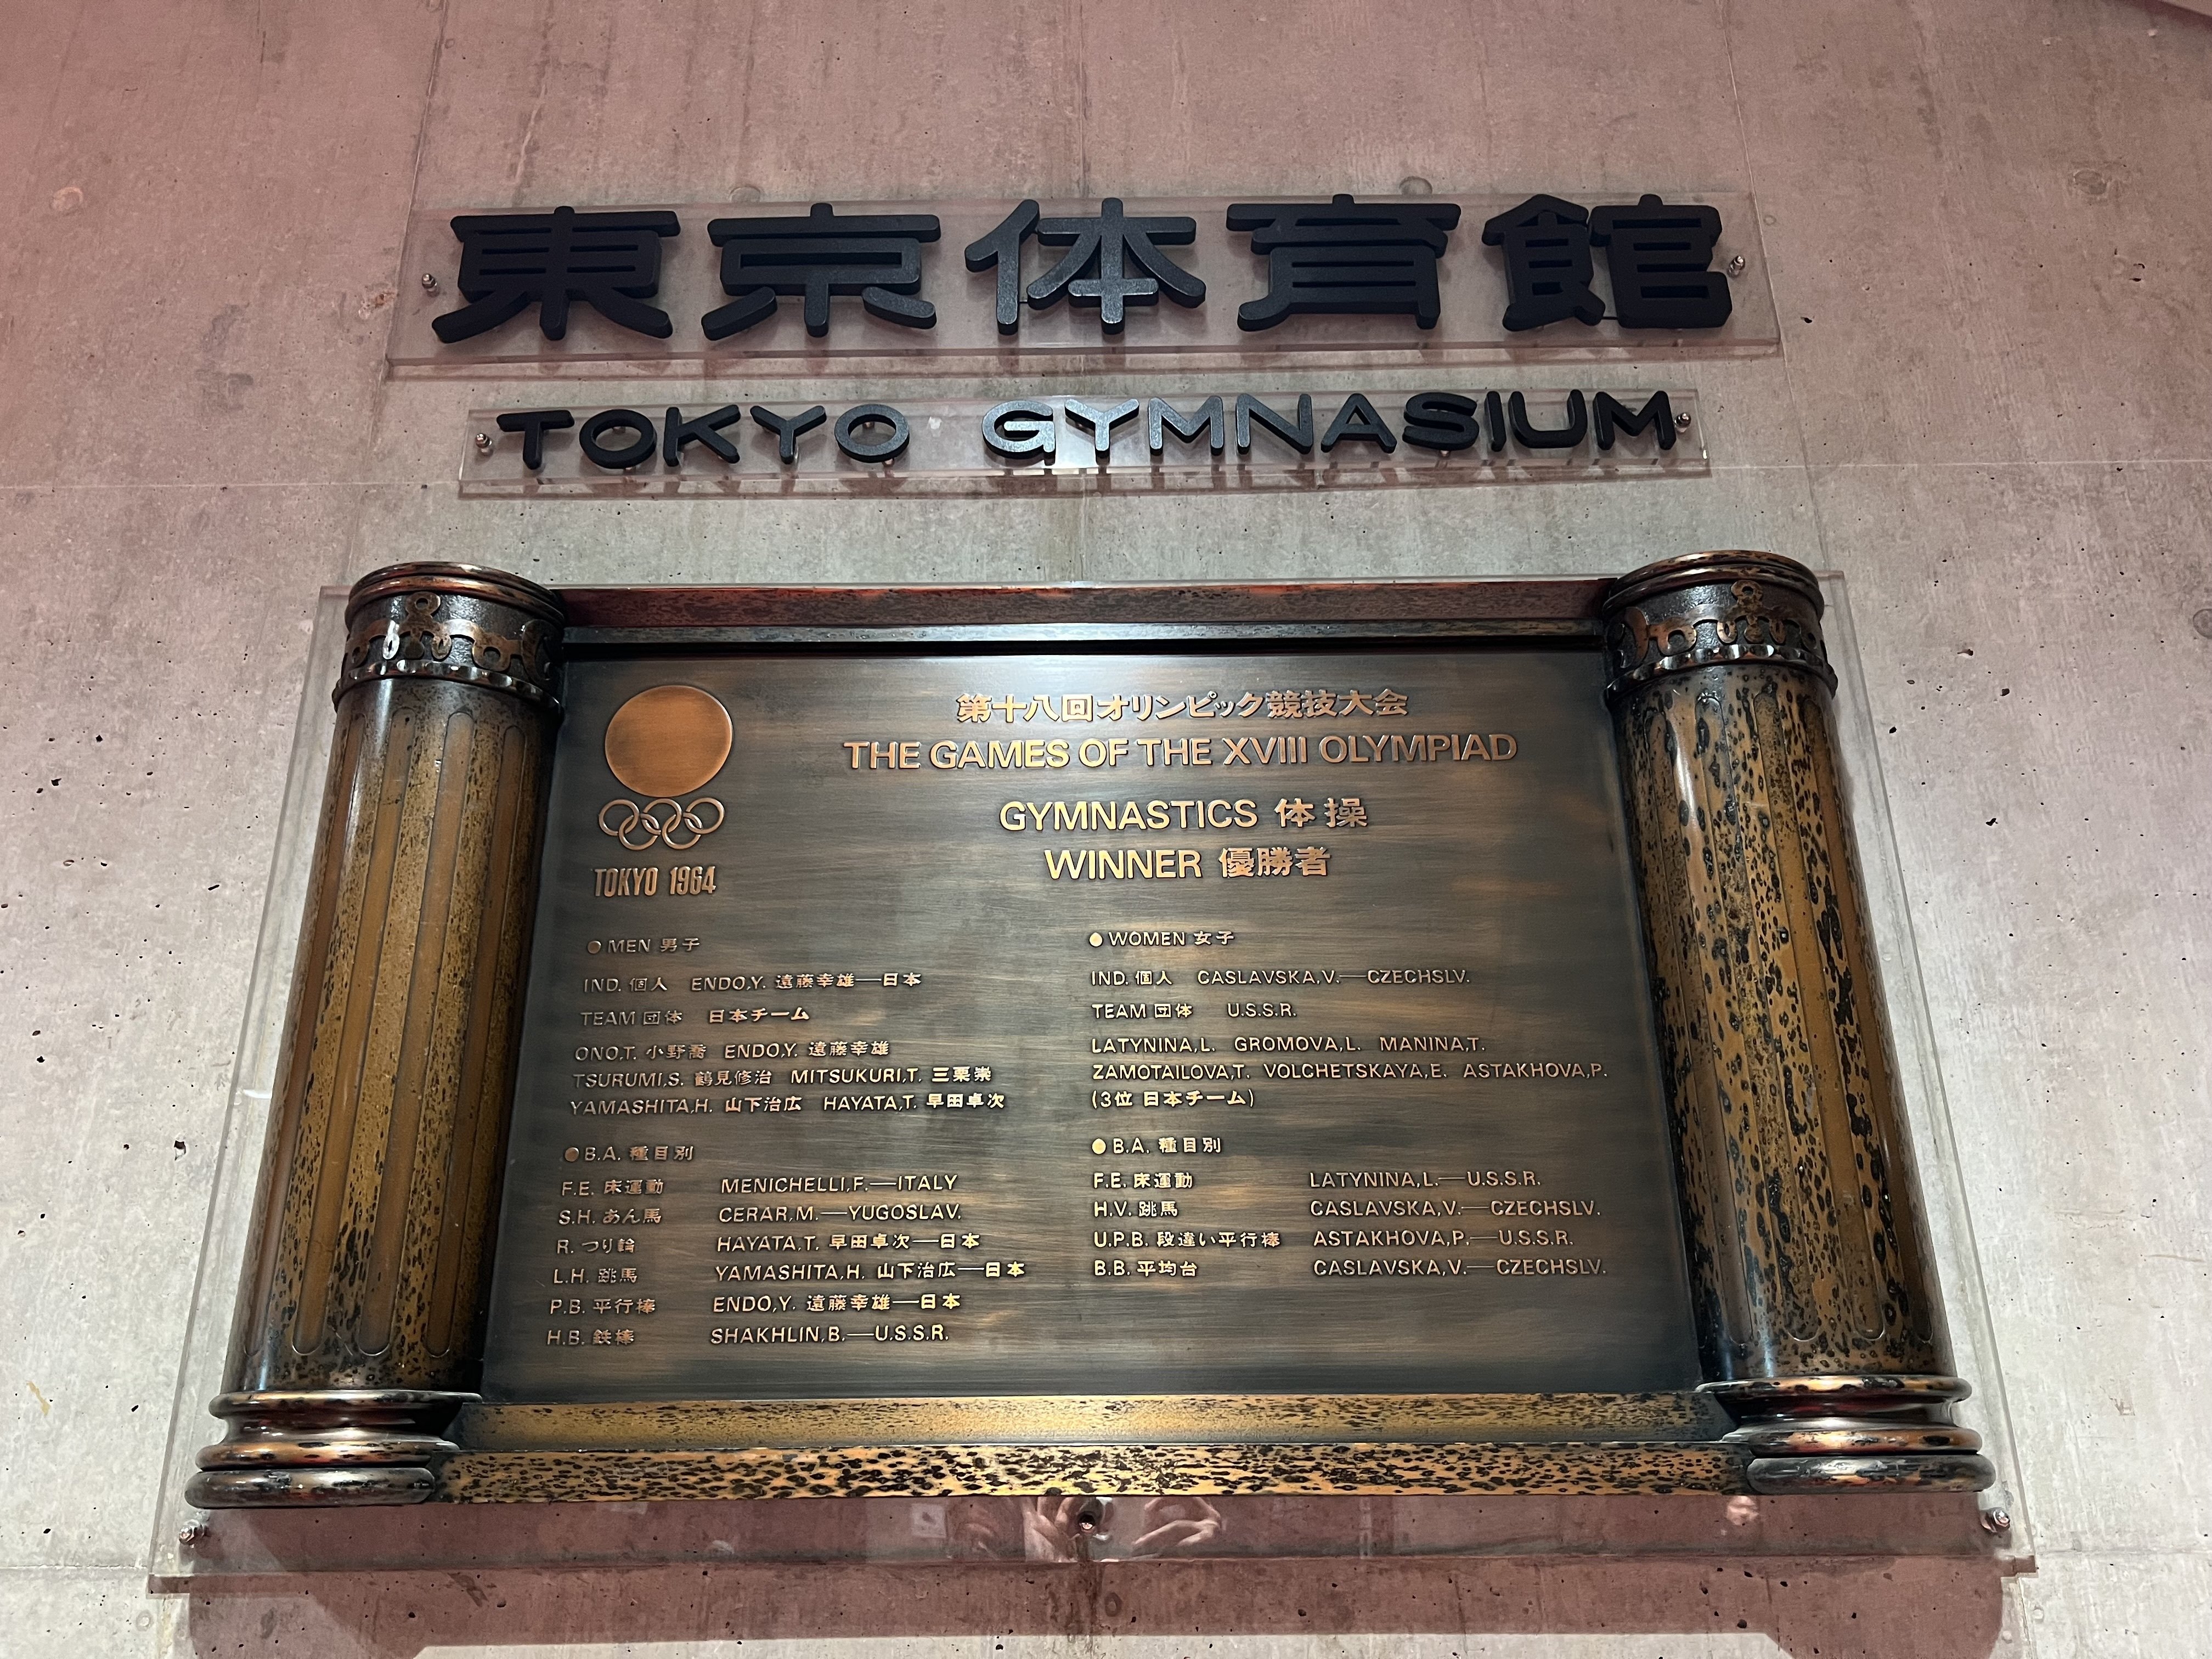 東京体育館
TOKYO GYMNASIUM
第十八回オリンピック競技大会
THE GAMES OF THE XVIII OLYMPIAD
GYMNASTICS 体操
WINNER 優勝者
TOKYO 1964
●MEN 男子
IND. 個人 ENDO,Y. 遠藤幸雄—日本
TEAM 団体 日本チーム
ONO,T. 小野喬 ENDO,Y. 遠藤幸雄
TSURUMI,S. 鶴見修治 MITSUKURI,T. 三栗崇
YAMASHITA,H. 山下治広 HAYATA,T. 早田卓次
●B.A. 種目別
F.E. 床運動 MENICHELLI,F.—ITALY
S.H. あん馬 CERAR,M.—YUGOSLAV.
R. つり輪 HAYATA,T. 早田卓次—日本
L.H. 跳馬 YAMASHITA,H. 山下治広—日本
P.B. 平行棒 ENDO,Y. 遠藤幸雄—日本
H.B. 鉄棒 SHAKHLIN,B.—U.S.S.R.
●WOMEN 女子
IND. 個人 CASLAVSKA,V.—CZECHSLV.
TEAM 団体 U.S.S.R.
LATYNINA,L. GROMOVA,L. MANINA,T.
ZAMOTAILOVA,T. VOLCHETSKAYA,E. ASTAKHOVA,P.
(3位 日本チーム)
●B.A. 種目別
F.E. 床運動 LATYNINA,L.—U.S.S.R.
H.V. 跳馬 CASLAVSKA,V.—CZECHSLV.
U.P.B. 段違い平行棒 ASTAKHOVA,P.—U.S.S.R.
B.B. 平均台 CASLAVSKA,V.—CZECHSLV.